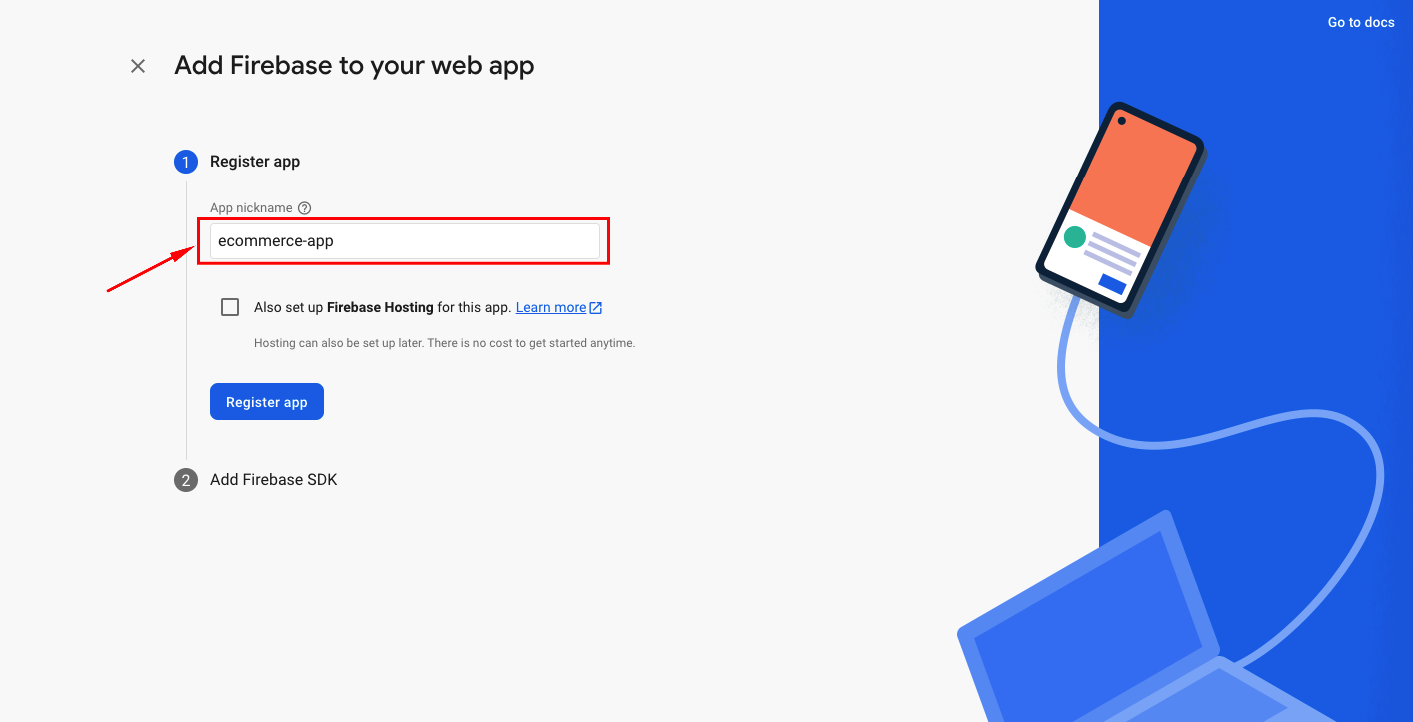 Go to docs
Add Firebase to your web app
1 Register app
App nickname
ecommerce-app
Also set up Firebase Hosting for this app. Learn more
Hosting can also be set up later. There is no cost to get started anytime.
Register app
2 Add Firebase SDK